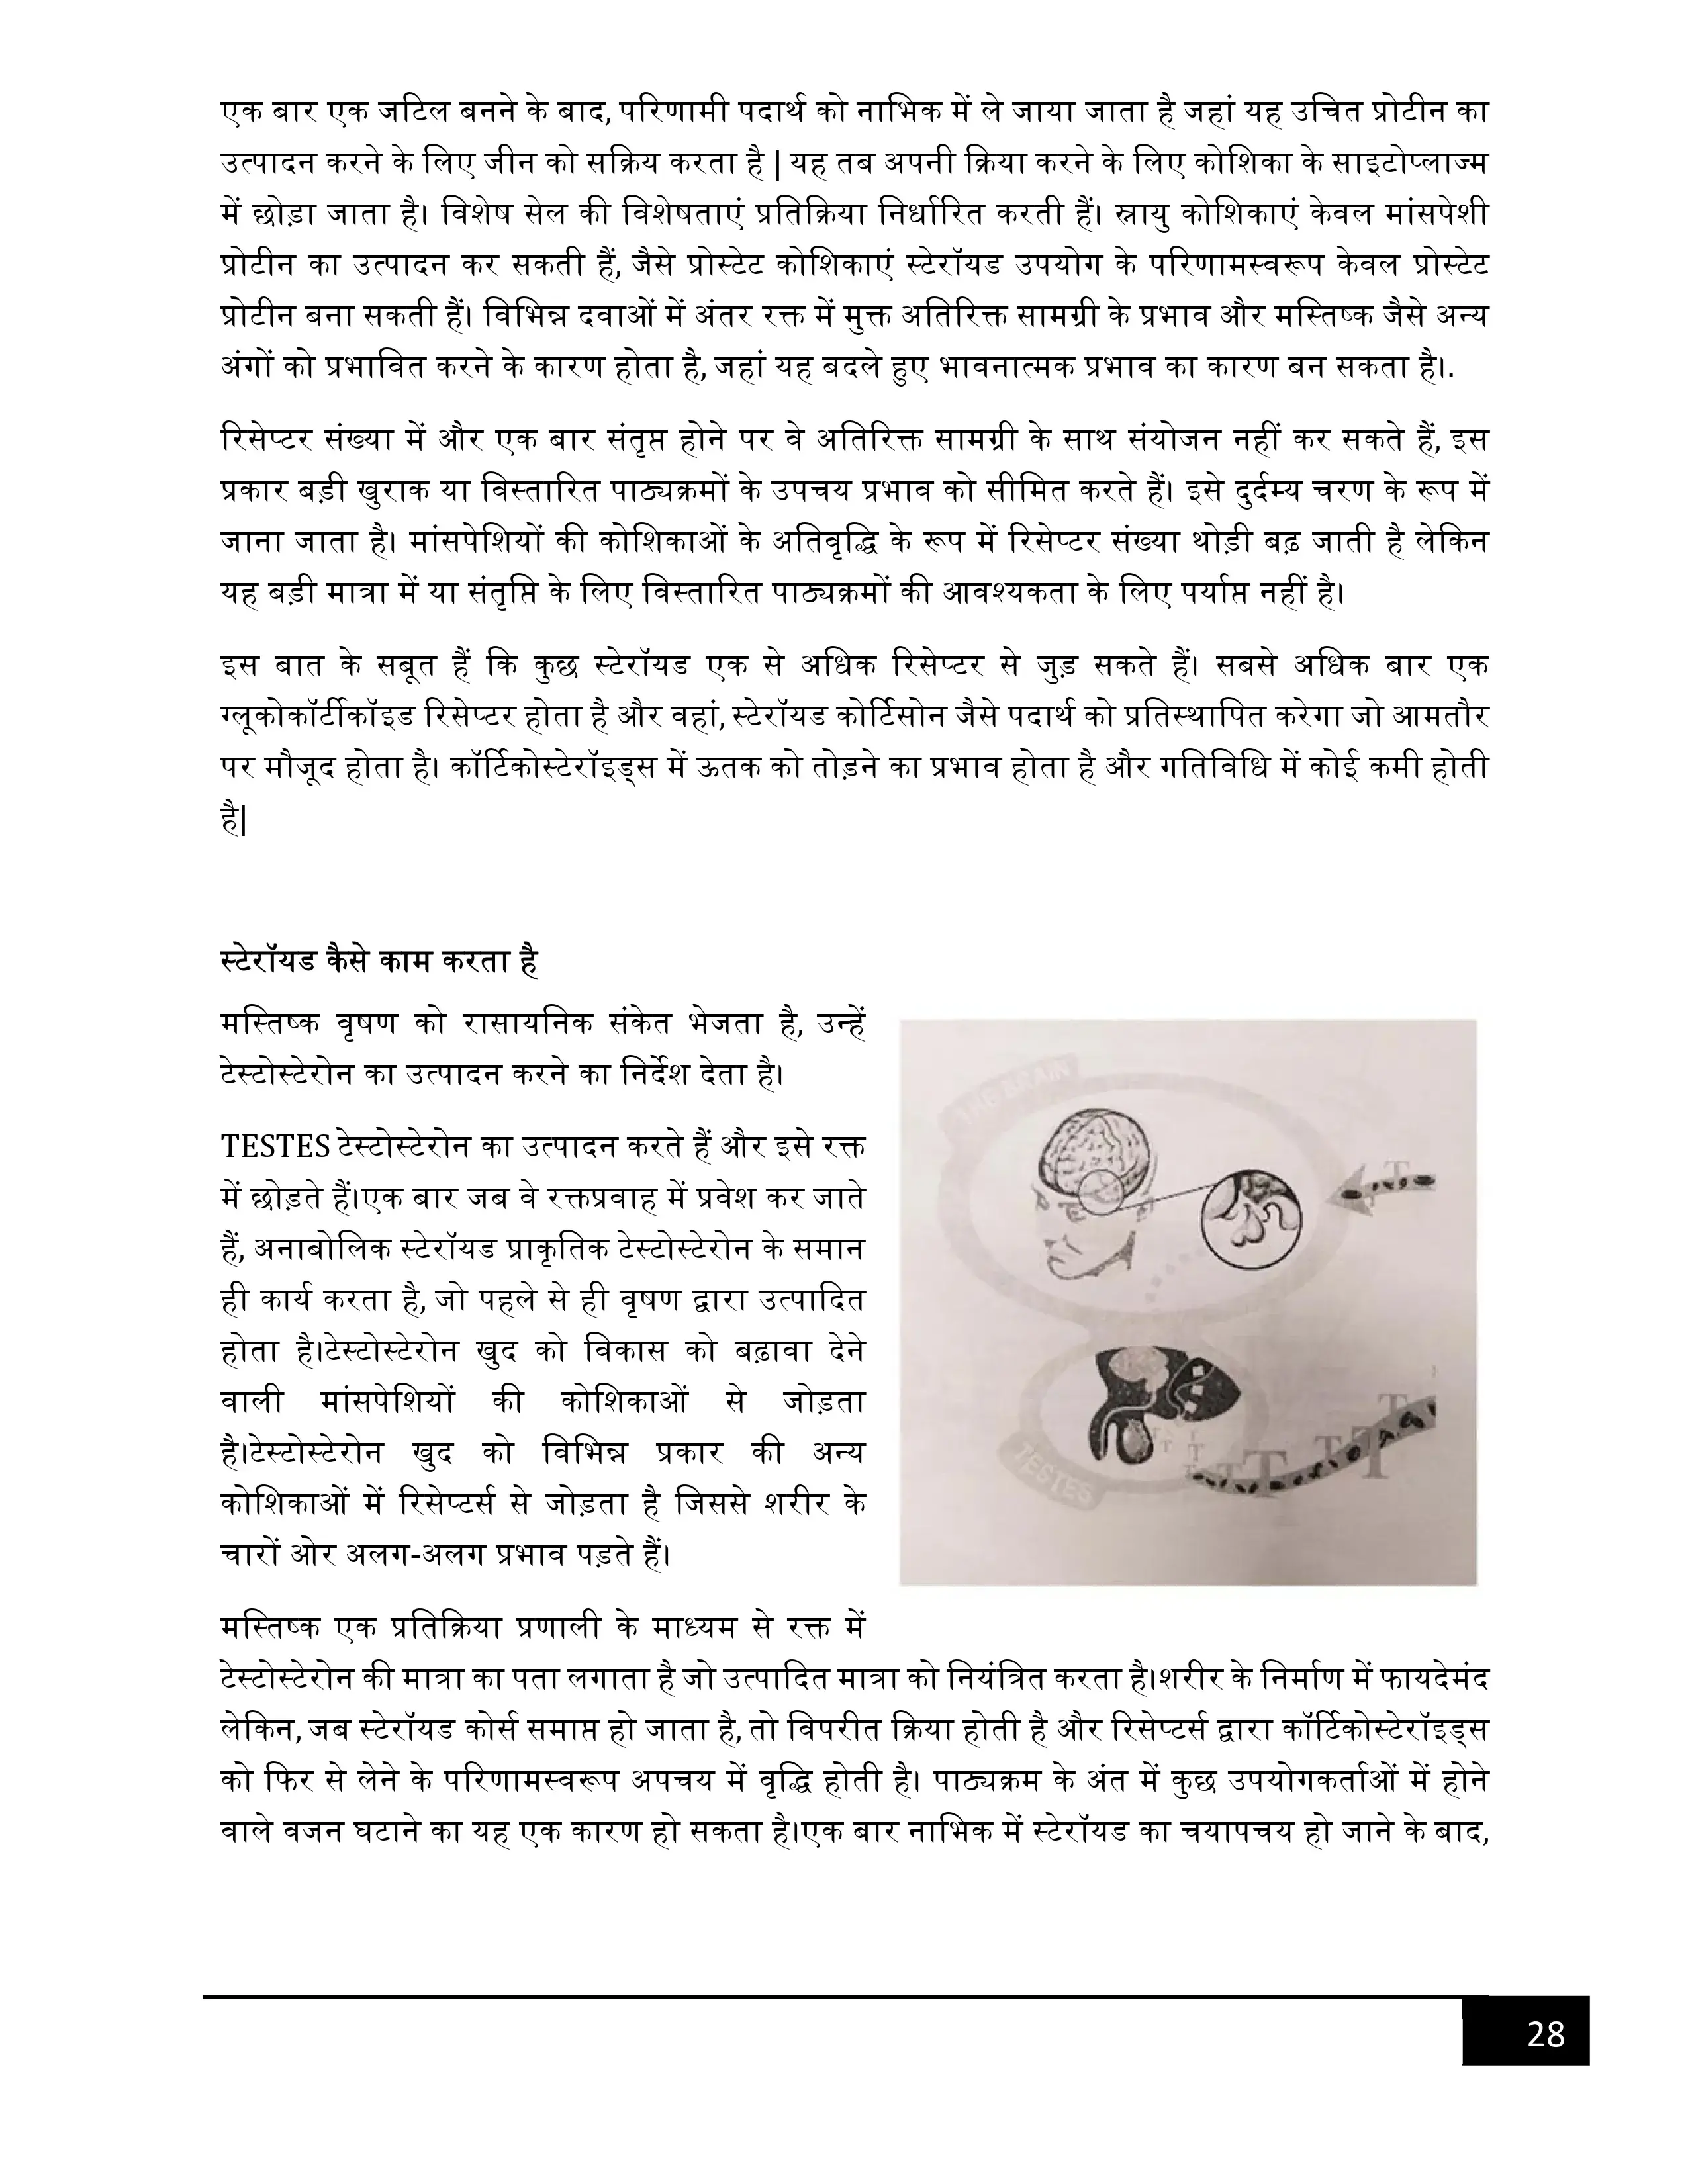 एक बार एक जटिल बनने के बाद, परिणामी पदार्थ को नाभिक में ले जाया जाता है जहां यह उचित प्रोटीन का
उत्पादन करने के लिए जीन को सक्रिय करता है | यह तब अपनी क्रिया करने के लिए कोशिका के साइटोप्लाज्म
में छोड़ा जाता है। विशेष सेल की विशेषताएं प्रतिक्रिया निर्धारित करती हैं। स्नायु कोशिकाएं केवल मांसपेशी
प्रोटीन का उत्पादन कर सकती हैं, जैसे प्रोस्टेट कोशिकाएं स्टेरॉयड उपयोग के परिणामस्वरूप केवल प्रोस्टेट
प्रोटीन बना सकती हैं। विभिन्न दवाओं में अंतर रक्त में मुक्त अतिरिक्त सामग्री के प्रभाव और मस्तिष्क जैसे अन्य
अंगों को प्रभावित करने के कारण होता है, जहां यह बदले हुए भावनात्मक प्रभाव का कारण बन सकता है।.
रिसेप्टर संख्या में और एक बार संतृप्त होने पर वे अतिरिक्त सामग्री के साथ संयोजन नहीं कर सकते हैं, इस
प्रकार बड़ी खुराक या विस्तारित पाठ्यक्रमों के उपचय प्रभाव को सीमित करते हैं। इसे दुर्दम्य चरण के रूप में
जाना जाता है। मांसपेशियों की कोशिकाओं के अतिवृद्धि के रूप में रिसेप्टर संख्या थोड़ी बढ़ जाती है लेकिन
यह बड़ी मात्रा में या संतृप्ति के लिए विस्तारित पाठ्यक्रमों की आवश्यकता के लिए पर्याप्त नहीं है।
इस बात के सबूत हैं कि कुछ स्टेरॉयड एक से अधिक रिसेप्टर से जुड़ सकते हैं। सबसे अधिक बार एक
ग्लूकोकॉर्टीकॉइड रिसेप्टर होता है और वहां, स्टेरॉयड कोर्टिसोन जैसे पदार्थ को प्रतिस्थापित करेगा जो आमतौर
पर मौजूद होता है। कॉर्टिकोस्टेरॉइड्स में ऊतक को तोड़ने का प्रभाव होता है और गतिविधि में कोई कमी होती
है|
स्टेरॉयड कैसे काम करता है
मस्तिष्क वृषण को रासायनिक संकेत भेजता है, उन्हें
टेस्टोस्टेरोन का उत्पादन करने का निर्देश देता है।
TESTES टेस्टोस्टेरोन का उत्पादन करते हैं और इसे रक्त
में छोड़ते हैं।एक बार जब वे रक्तप्रवाह में प्रवेश कर जाते
हैं, अनाबोलिक स्टेरॉयड प्राकृतिक टेस्टोस्टेरोन के समान
ही कार्य करता है, जो पहले से ही वृषण द्वारा उत्पादित
होता है।टेस्टोस्टेरोन खुद को विकास को बढ़ावा देने
वाली मांसपेशियों की कोशिकाओं से जोड़ता
है।टेस्टोस्टेरोन खुद को विभिन्न प्रकार की अन्य
कोशिकाओं में रिसेप्टर्स से जोड़ता है जिससे शरीर के
चारों ओर अलग-अलग प्रभाव पड़ते हैं।
THE BRAIN
T
TESTES
T T T T T T T T T
मस्तिष्क एक प्रतिक्रिया प्रणाली के माध्यम से रक्त में
टेस्टोस्टेरोन की मात्रा का पता लगाता है जो उत्पादित मात्रा को नियंत्रित करता है।शरीर के निर्माण में फायदेमंद
लेकिन, जब स्टेरॉयड कोर्स समाप्त हो जाता है, तो विपरीत क्रिया होती है और रिसेप्टर्स द्वारा कॉर्टिकोस्टेरॉइड्स
को फिर से लेने के परिणामस्वरूप अपचय में वृद्धि होती है। पाठ्यक्रम के अंत में कुछ उपयोगकर्ताओं में होने
वाले वजन घटाने का यह एक कारण हो सकता है।एक बार नाभिक में स्टेरॉयड का चयापचय हो जाने के बाद,
28